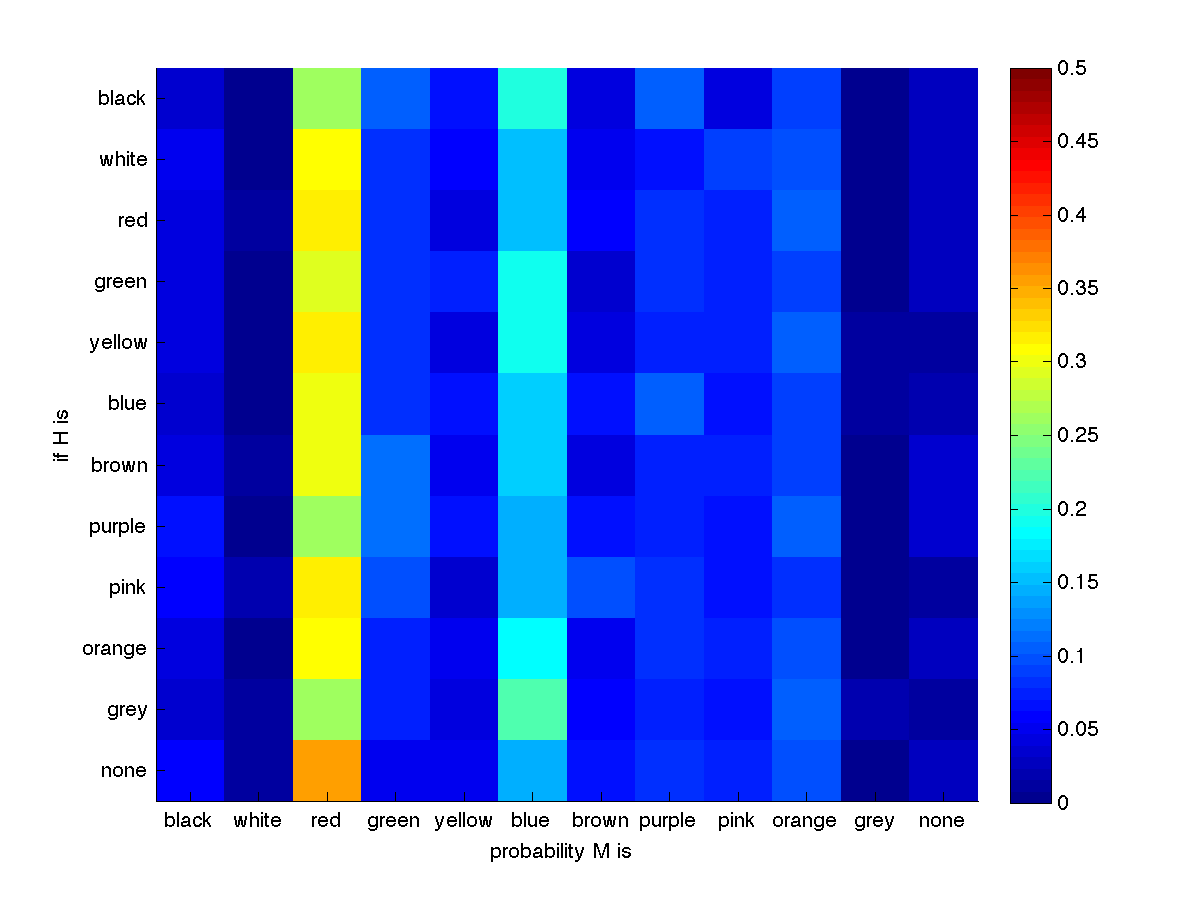 black
white
red
green
yellow
blue
brown
purple
pink
orange
grey
none
if H is
black white red green yellow blue brown purple pink orange grey none
probability M is
0.5
0.45
0.4
0.35
0.3
0.25
0.2
0.15
0.1
0.05
0